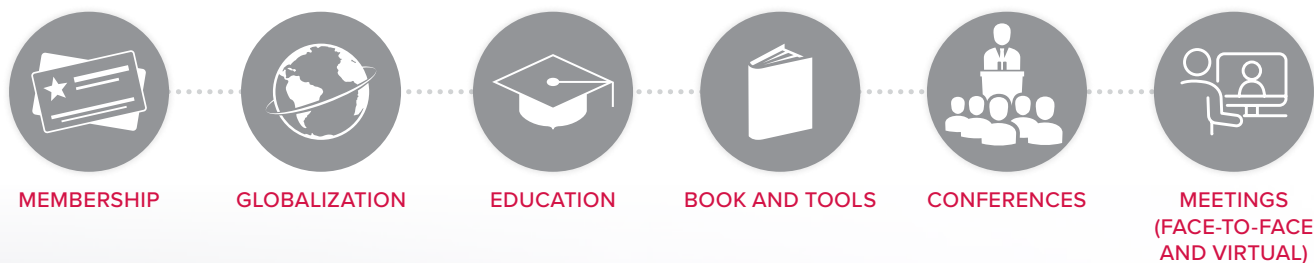 MEMBERSHIP
GLOBALIZATION
EDUCATION
BOOK AND TOOLS
CONFERENCES
MEETINGS
(FACE-TO-FACE
AND VIRTUAL)